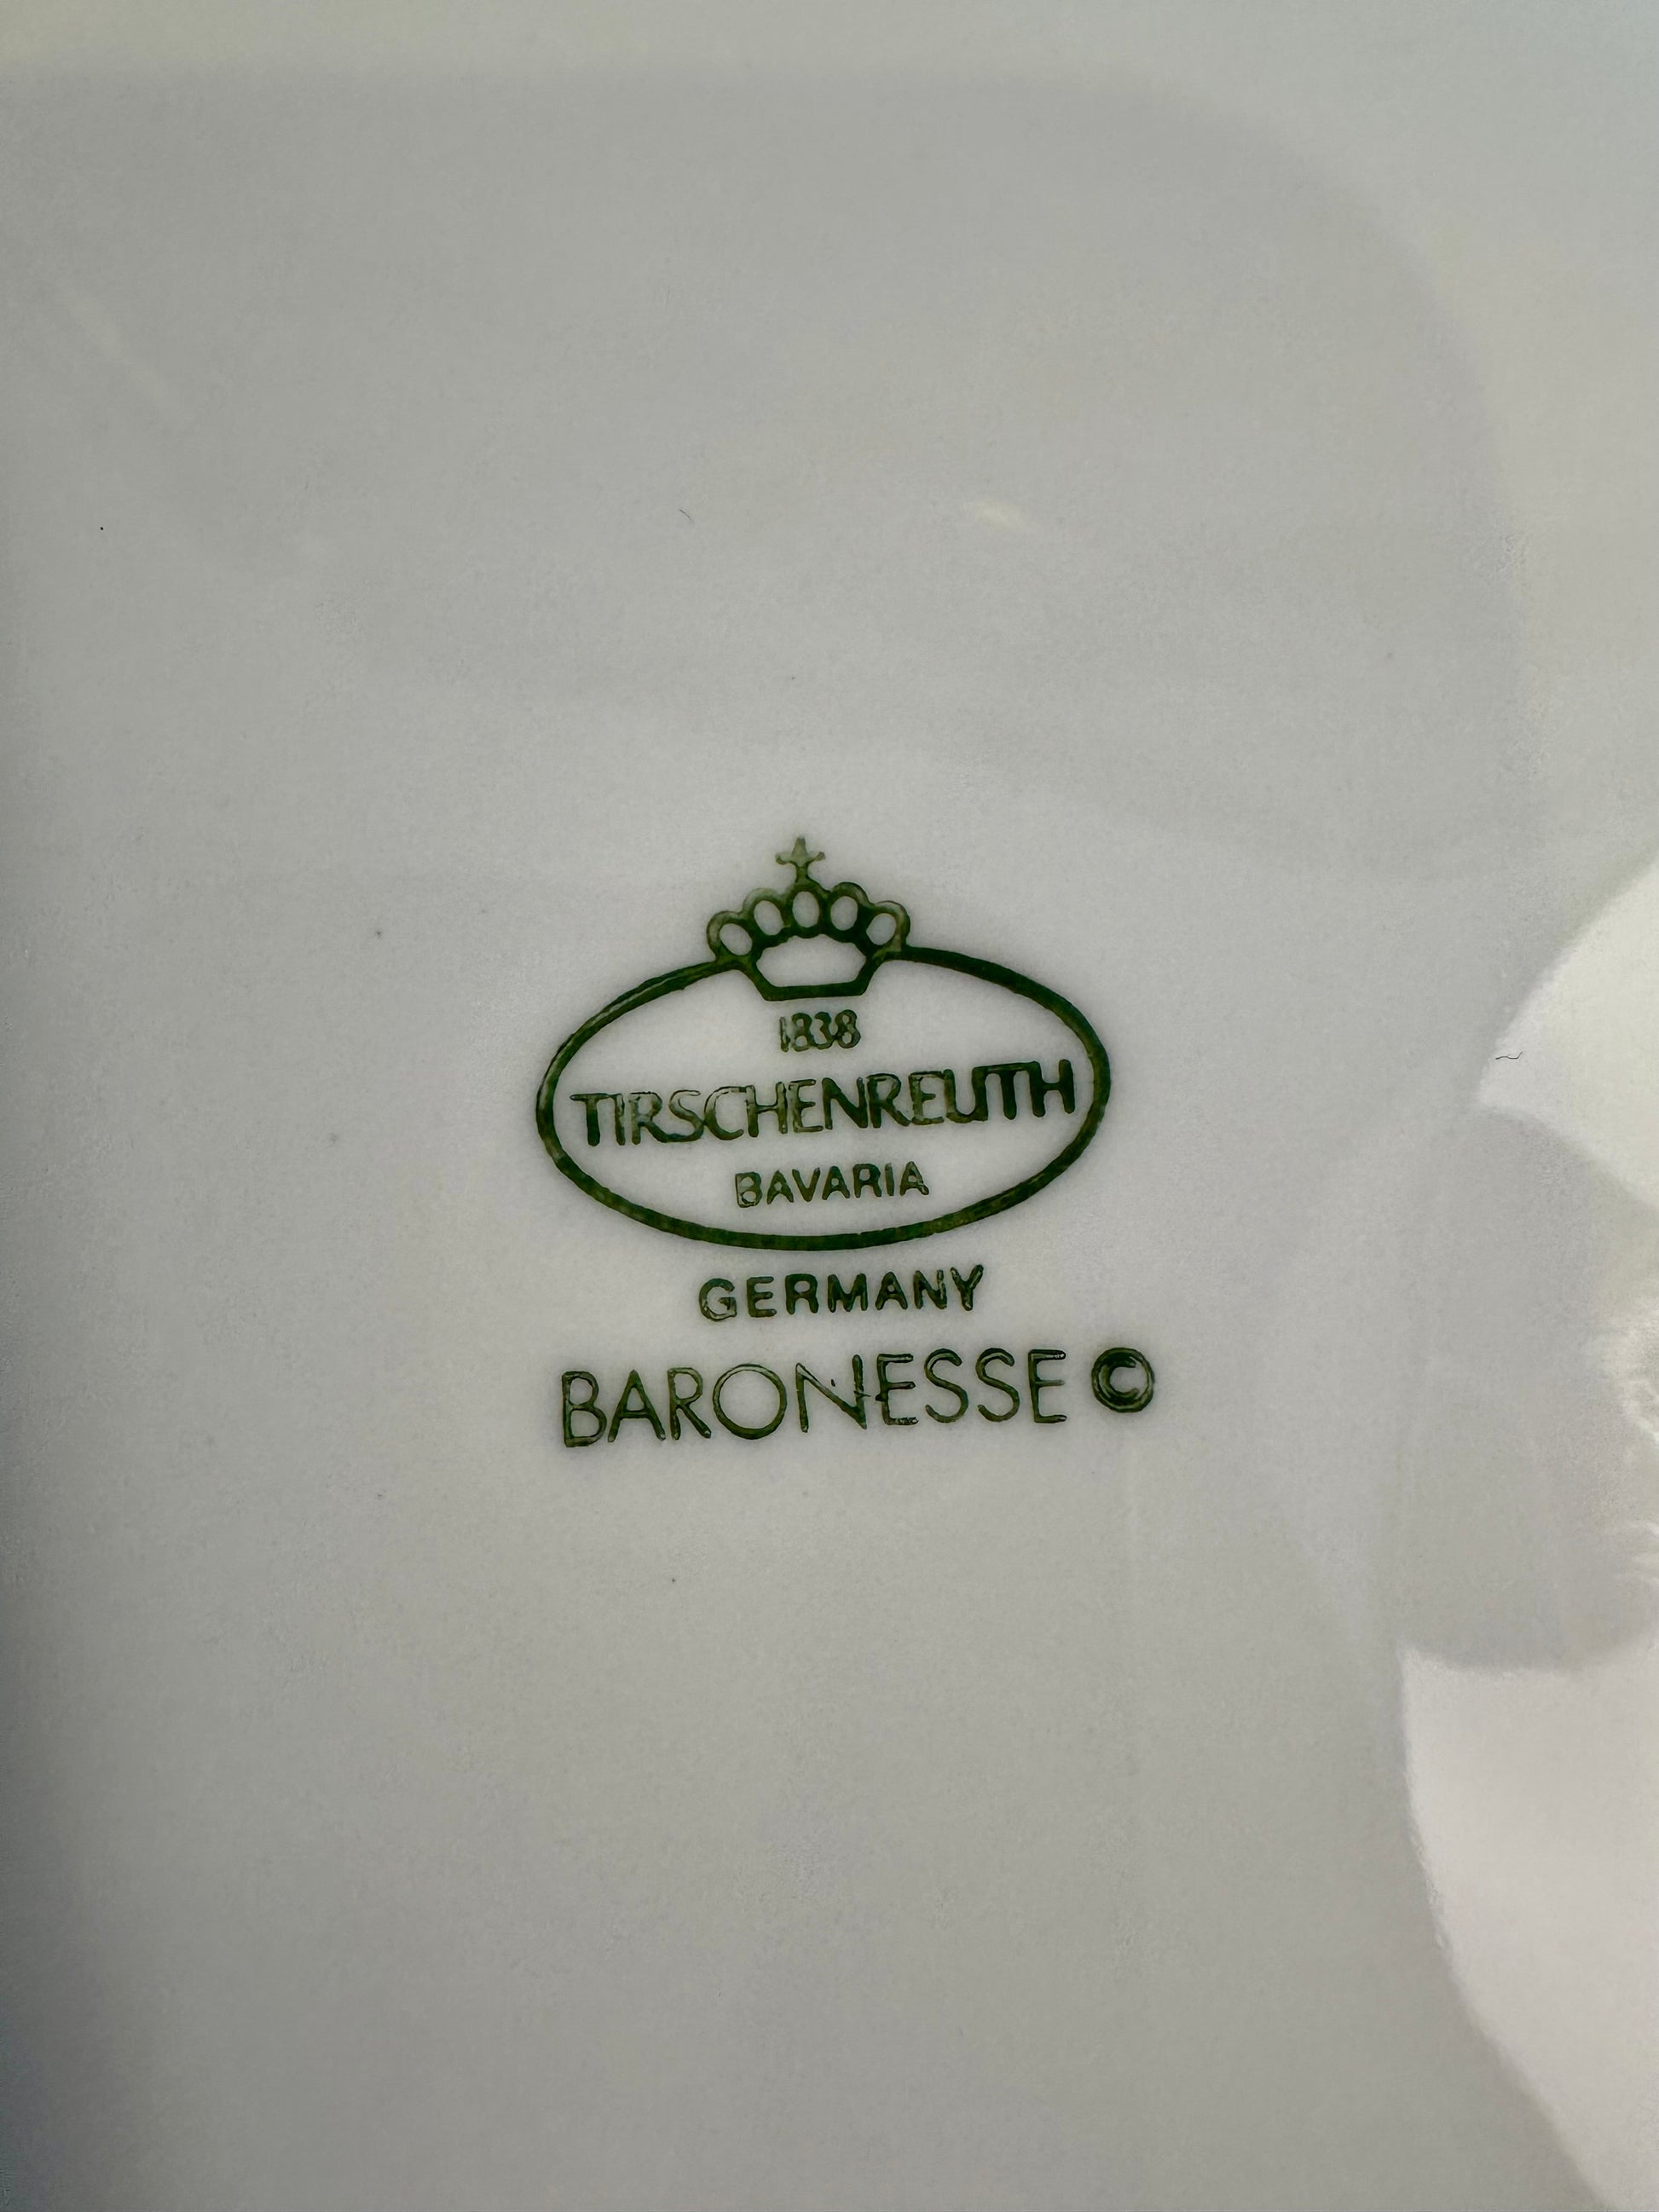 1838
TIRSCHENREUTH
BAVARIA
GERMANY
BARONESSE ©